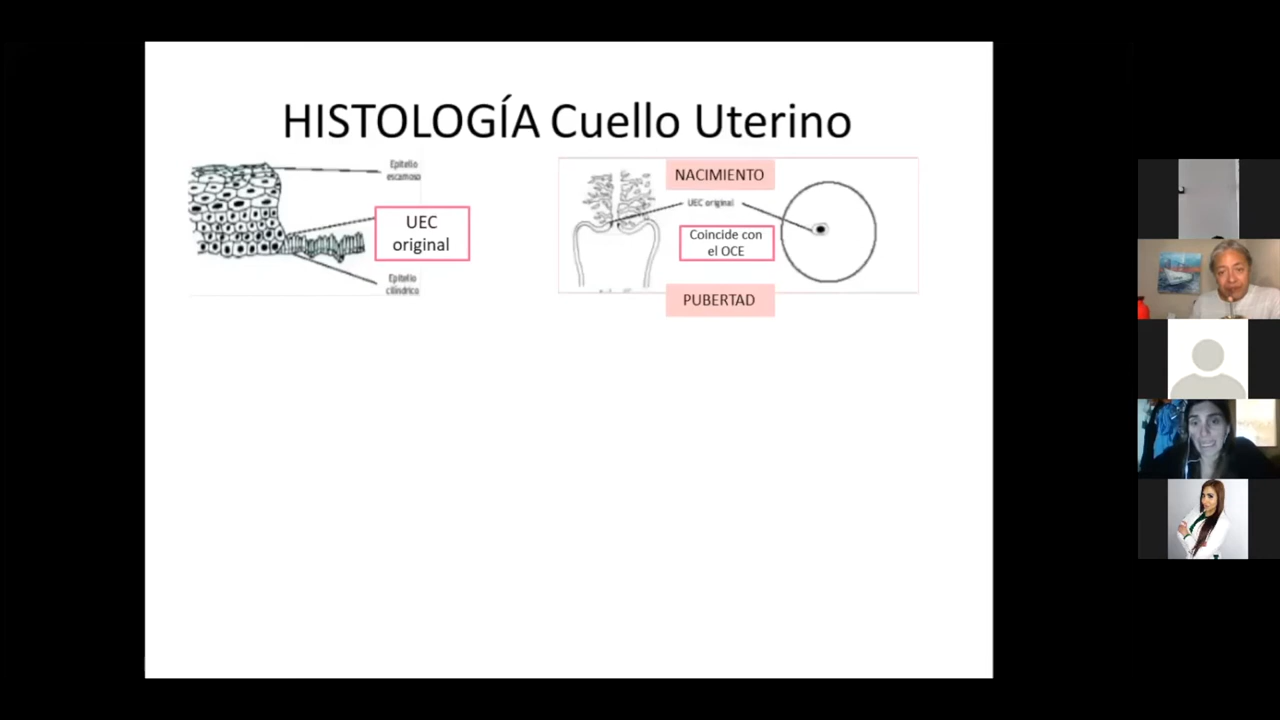 HISTOLOGÍA Cuello Uterino
Epitelio
escamoso
UEC
original
Epitelio
cilíndrico
NACIMIENTO
UEC original
Coincide con
el OCE
PUBERTAD